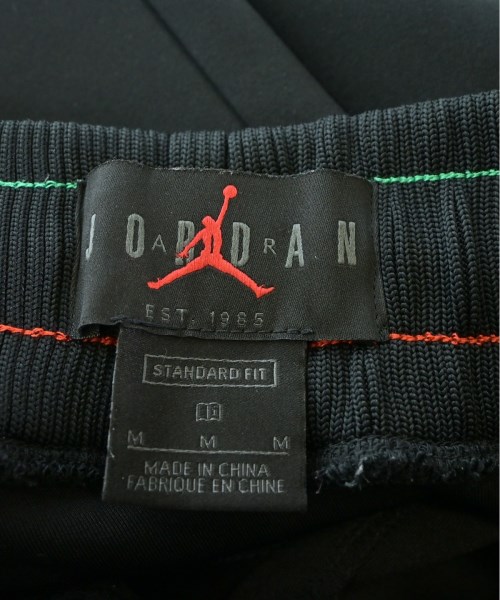 JORDAN
AIR
EST. 1985
STANDARD FIT
M M M
MADE IN CHINA
FABRIQUÉ EN CHINE